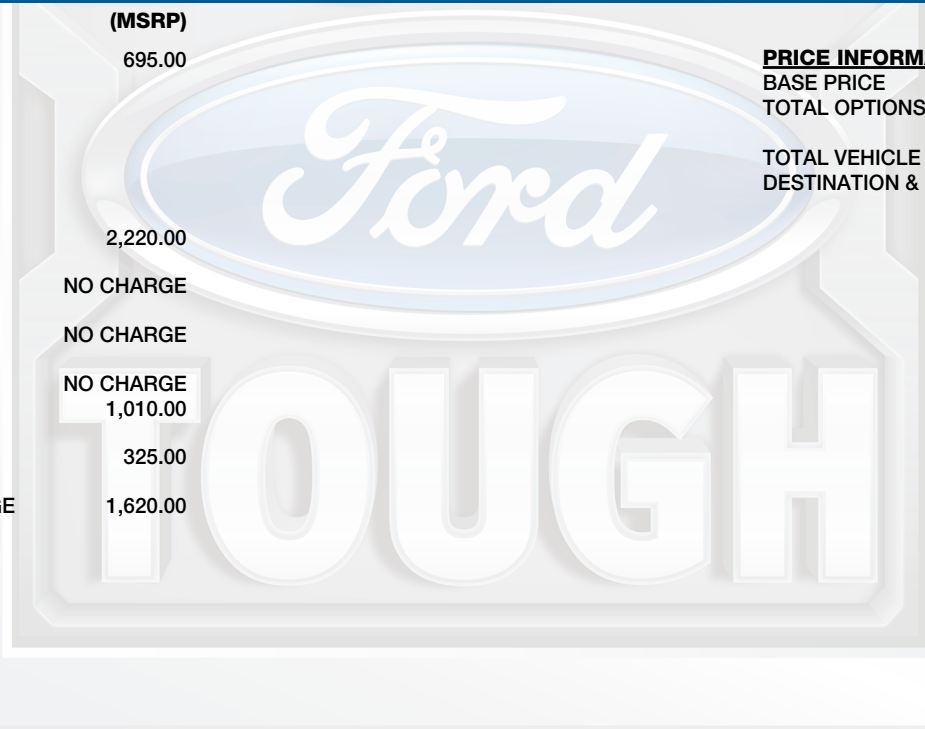 (MSRP)
695.00
2,220.00
NO CHARGE
NO CHARGE
NO CHARGE
1,010.00
325.00
1,620.00
PRICE INFORM
BASE PRICE
TOTAL OPTIONS
TOTAL VEHICLE
DESTINATION &
Ford
TOUGH